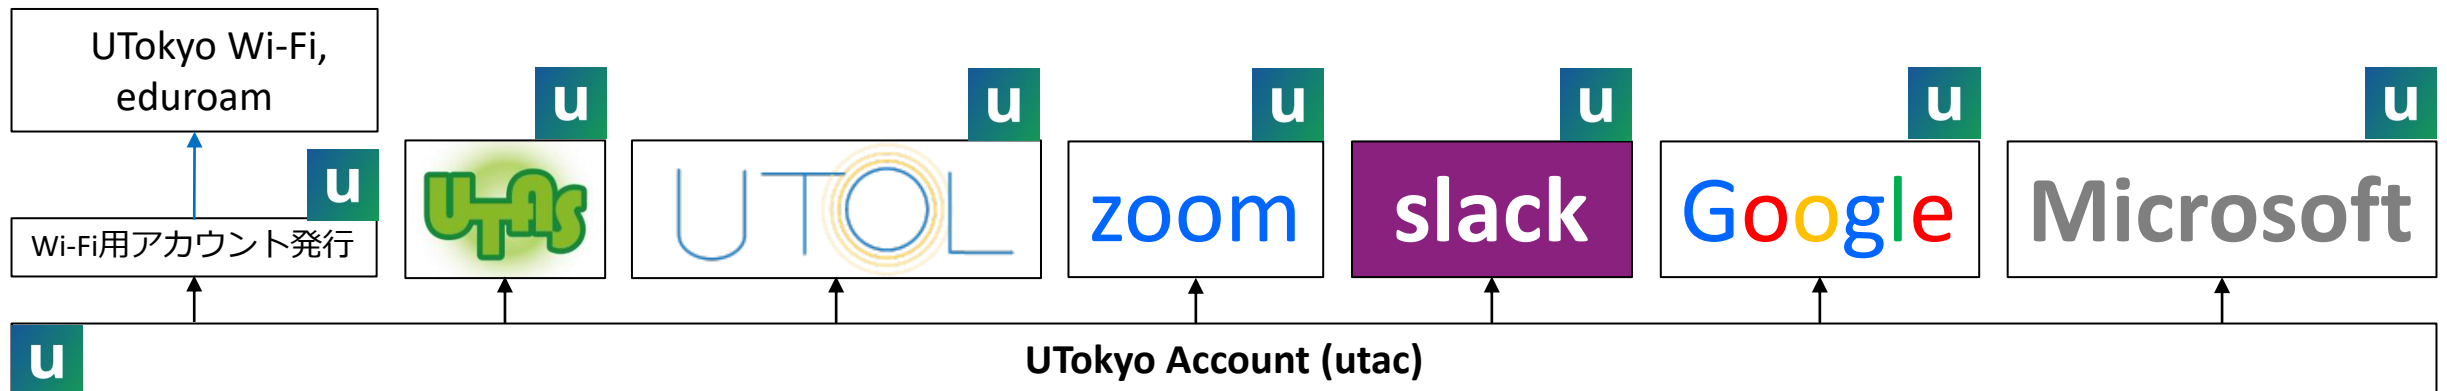 UTokyo Wi-Fi,
eduroam
u
Wi-Fi用アカウント発行
u
UTAS
u
UTOL
u
zoom
u
slack
u
Google
u
Microsoft
u
UTokyo Account (utac)